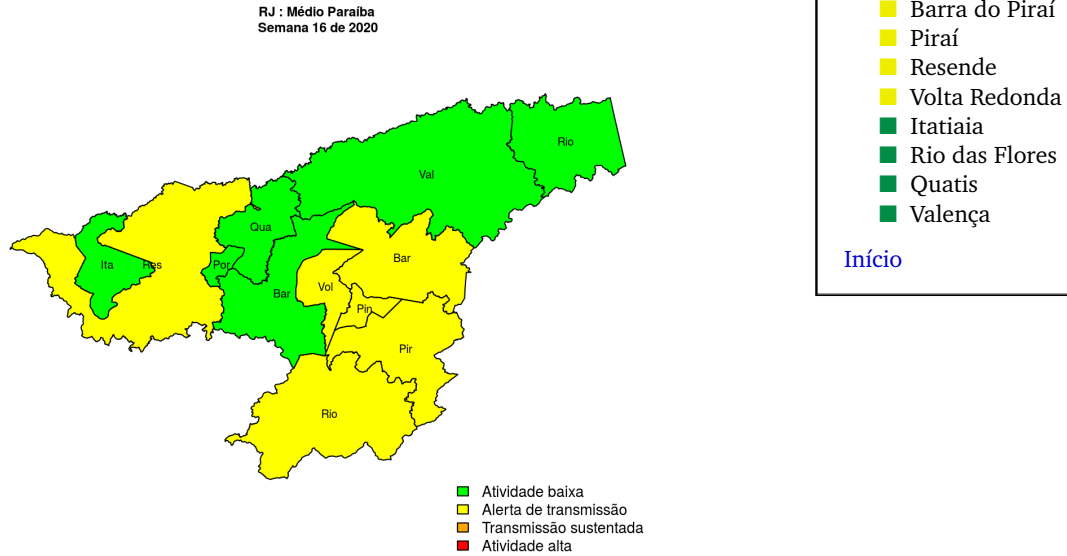 RJ : Médio Paraíba
Semana 16 de 2020
Rio
Val
Qua
Ita
Res
Por
Bar
Bar
Vol
Pin
Pir
Rio
Atividade baixa
Alerta de transmissão
Transmissão sustentada
Atividade alta
Barra do Piraí
Piraí
Resende
Volta Redonda
Itatiaia
Rio das Flores
Quatis
Valença
Início